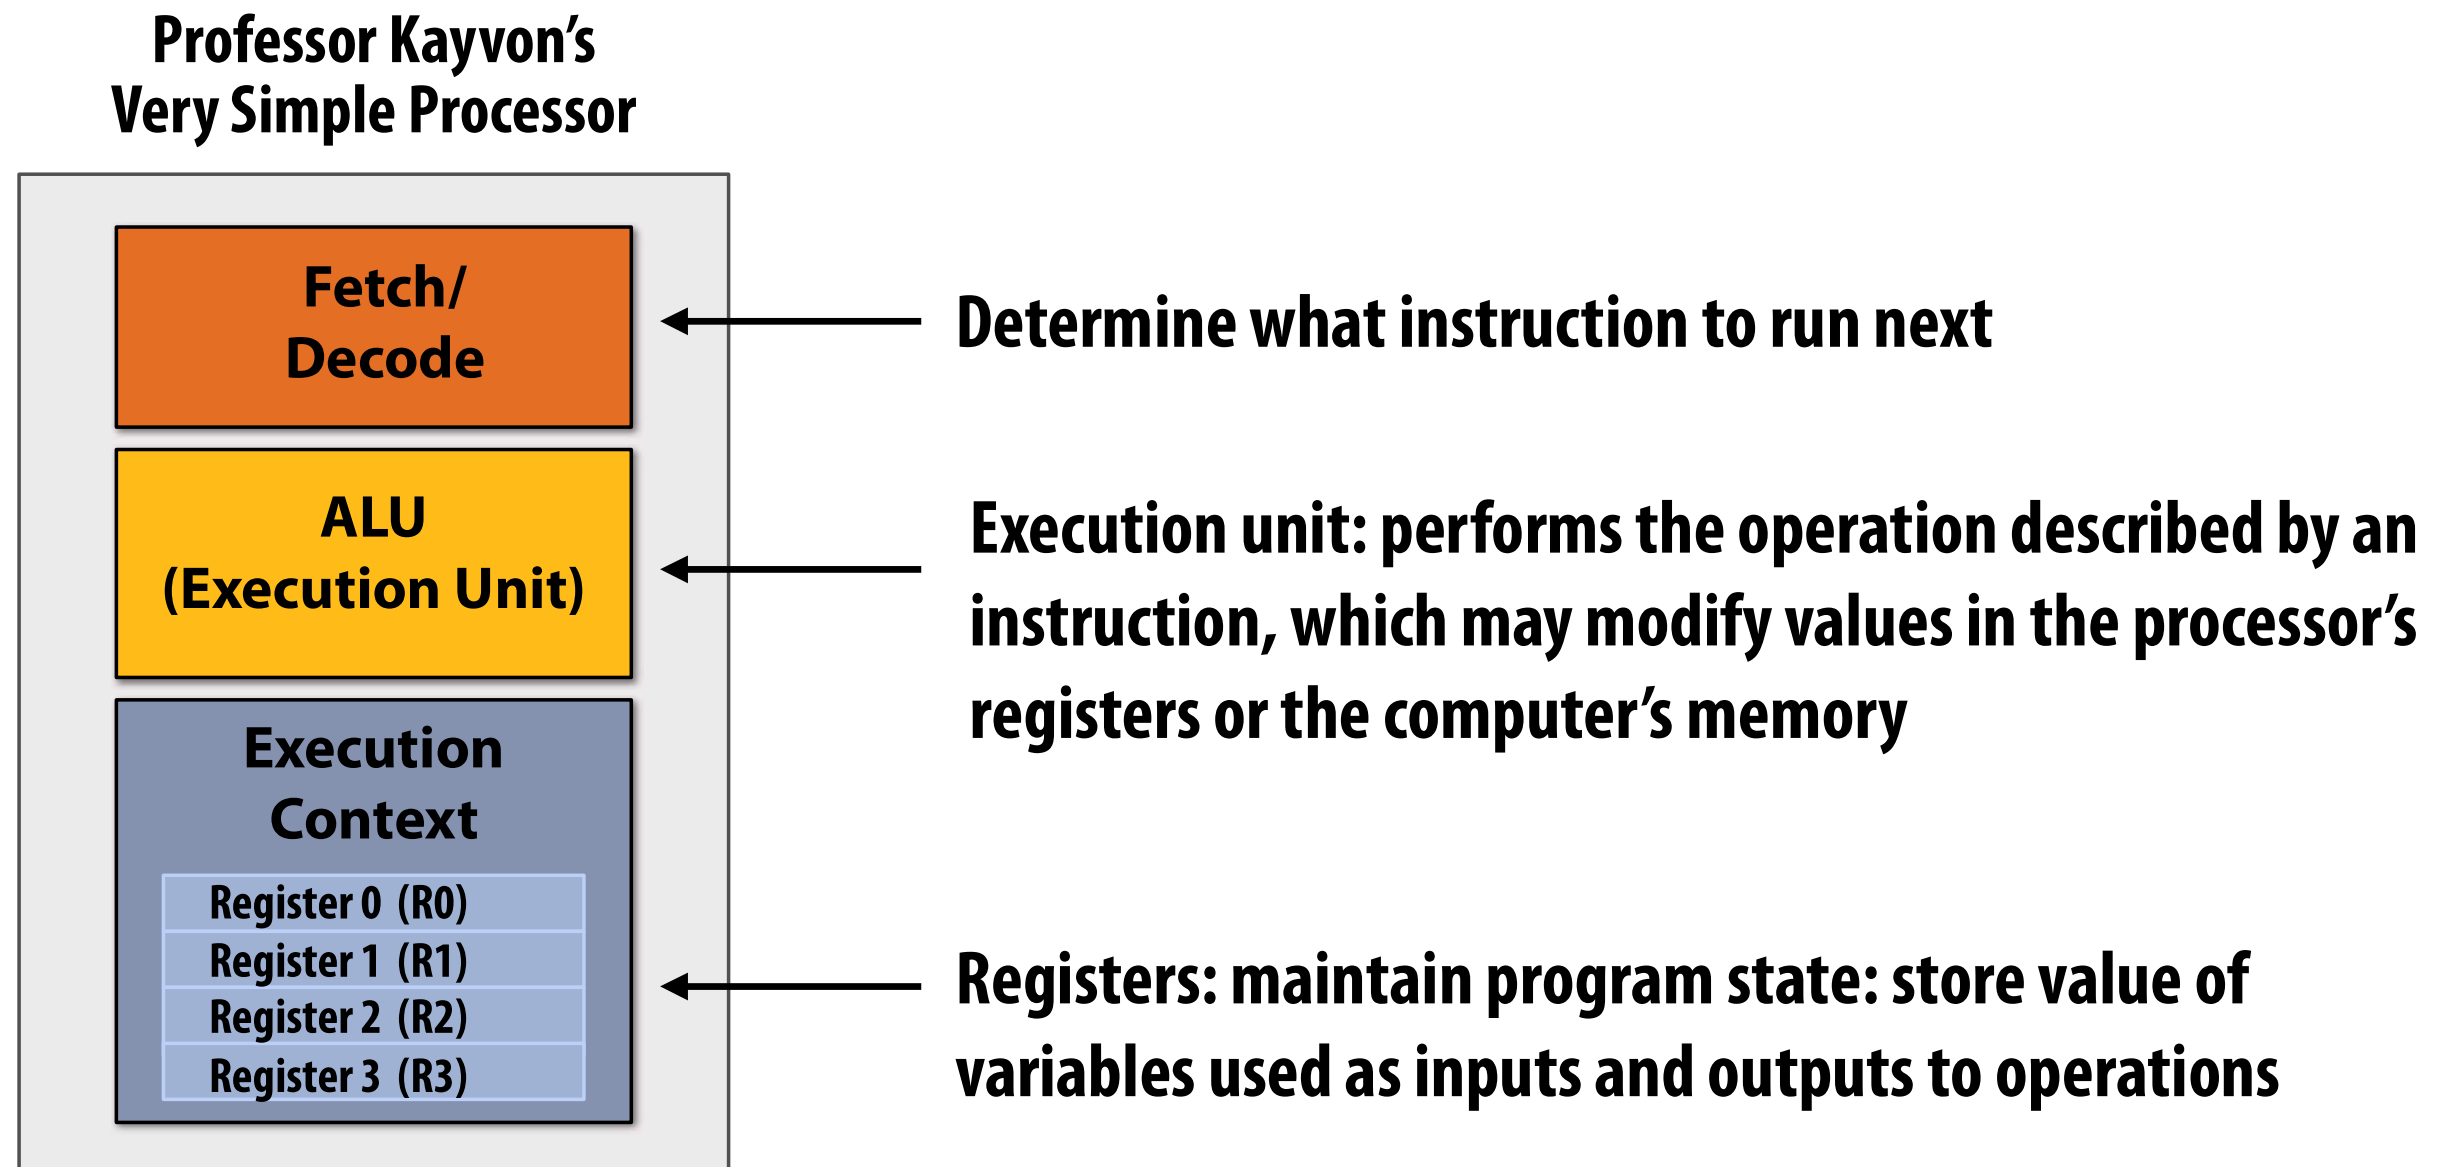 Professor Kayvon’s
Very Simple Processor
Fetch/
Decode
Determine what instruction to run next
ALU
(Execution Unit)
Execution unit: performs the operation described by an
instruction, which may modify values in the processor’s
registers or the computer’s memory
Execution
Context
Register 0 (R0)
Register 1 (R1)
Register 2 (R2)
Register 3 (R3)
Registers: maintain program state: store value of
variables used as inputs and outputs to operations